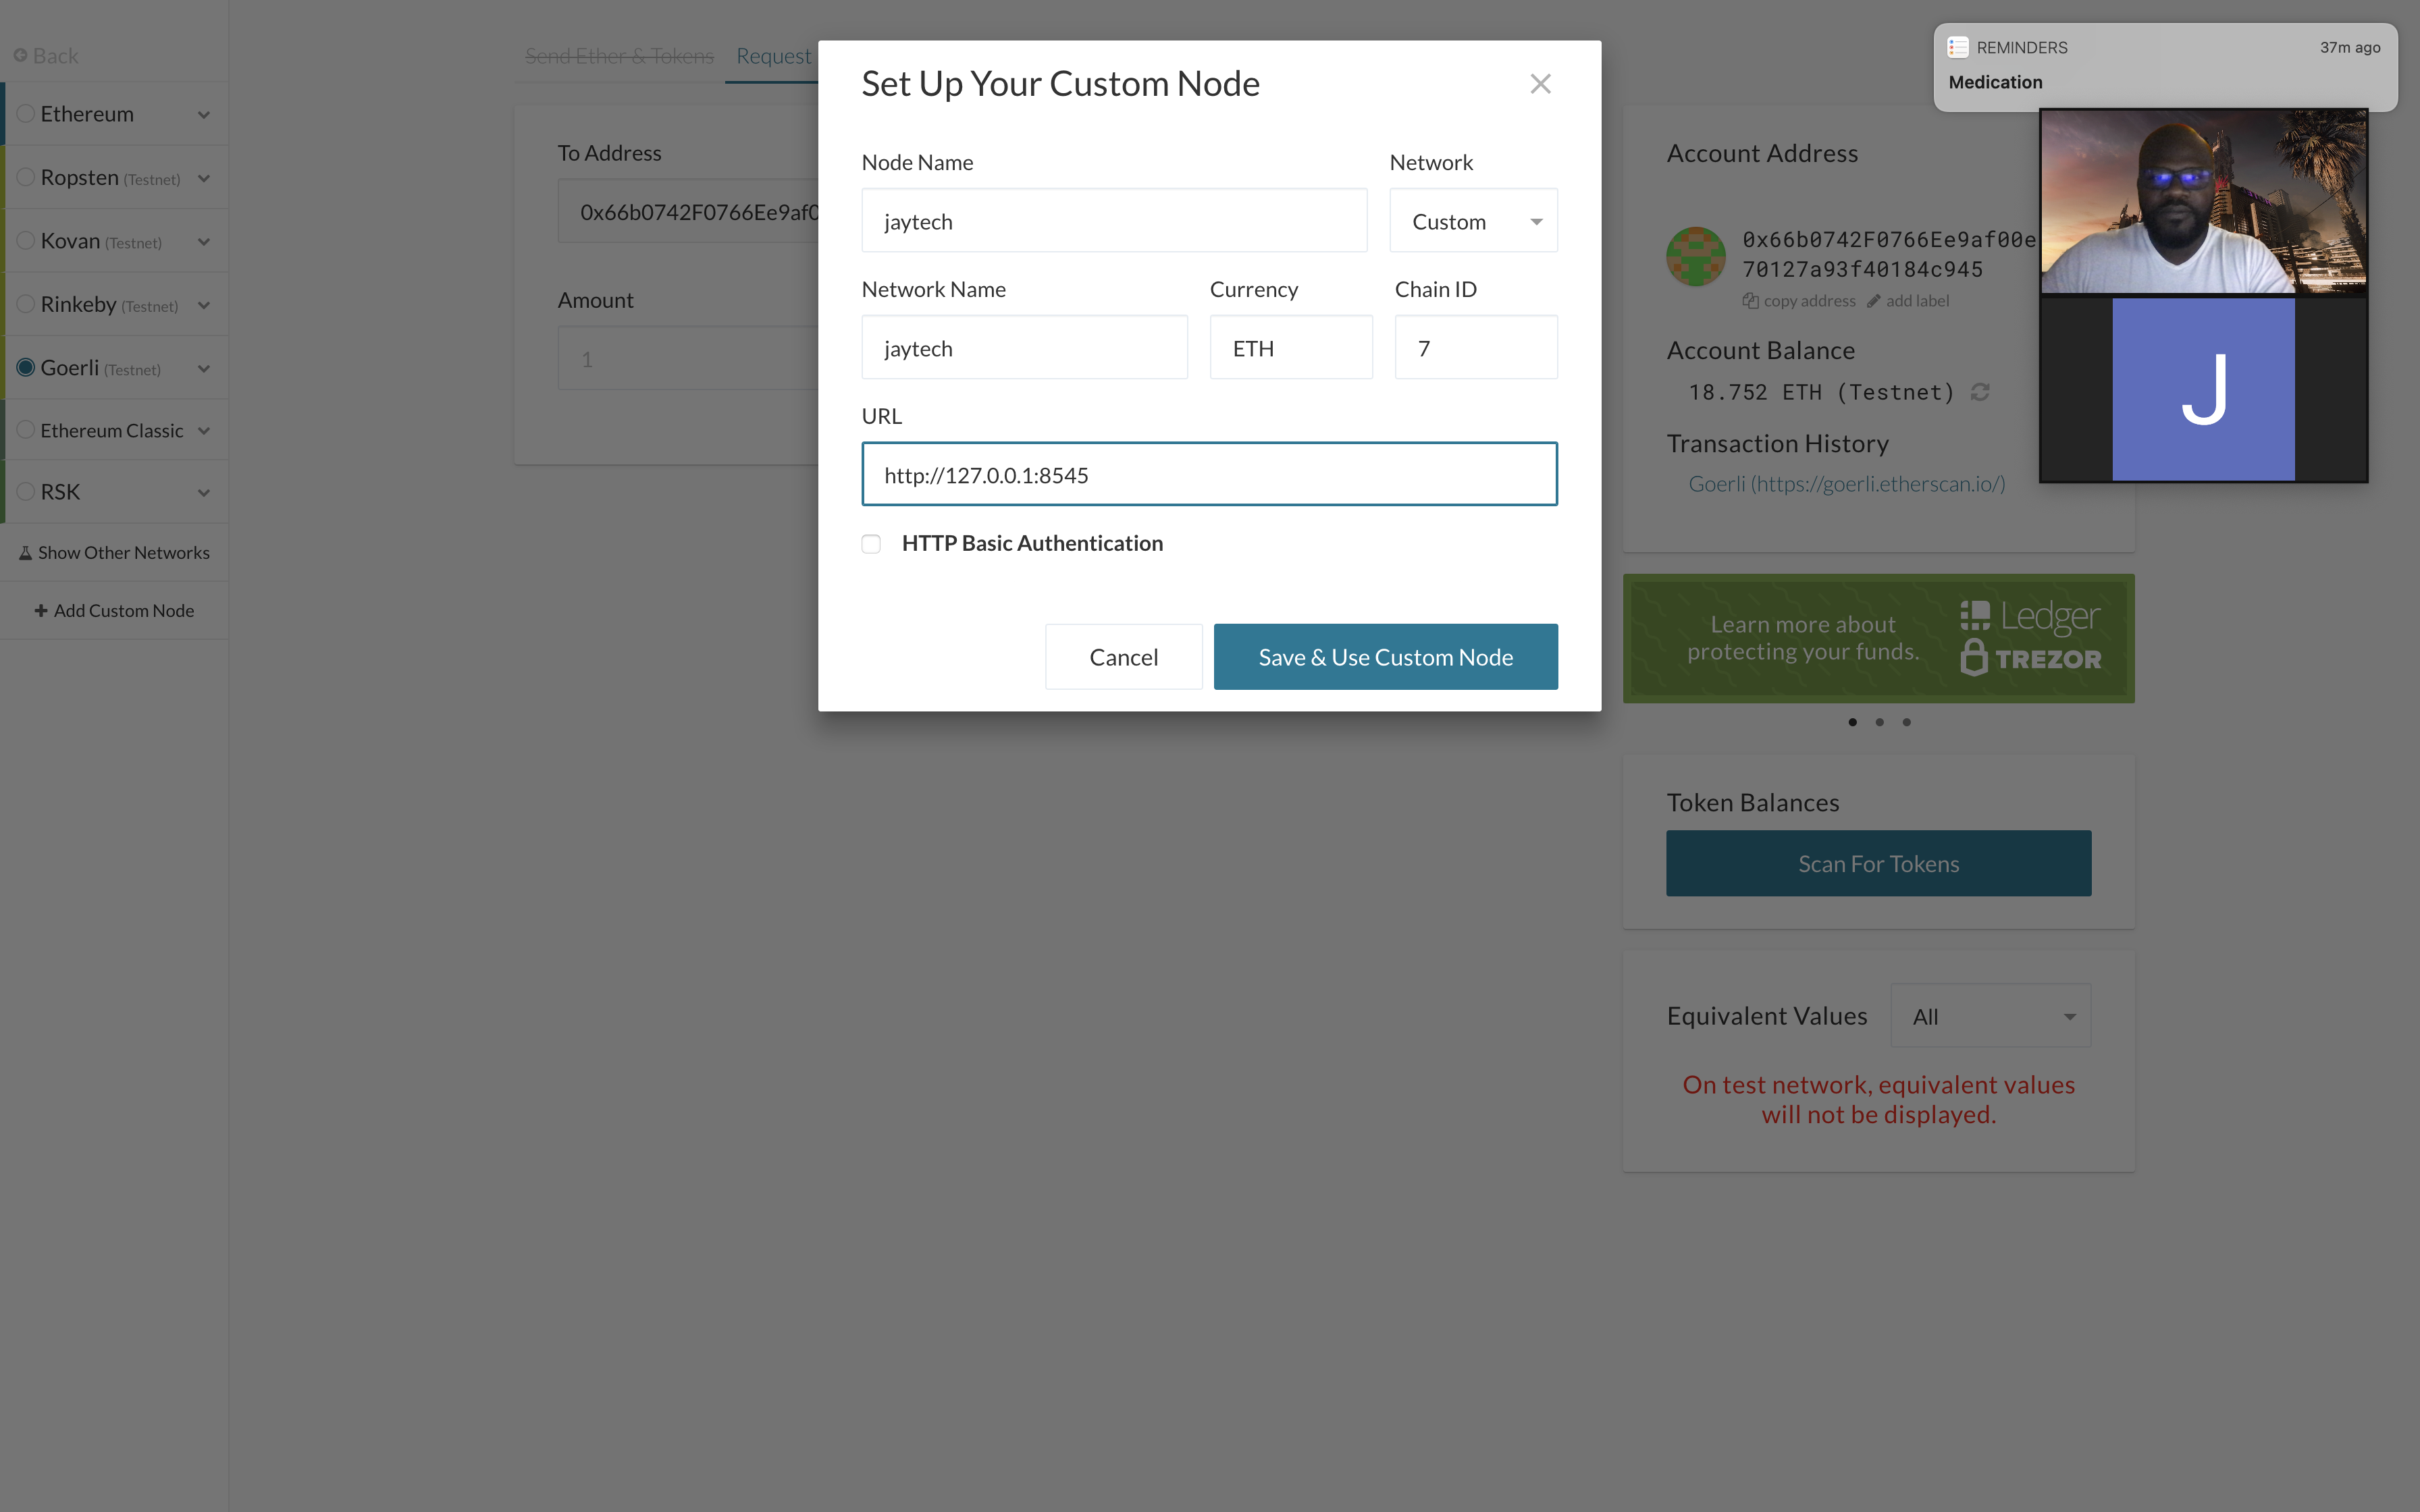 Back
Ethereum
Ropsten (Testnet)
Kovan (Testnet)
Rinkeby (Testnet)
Goerli (Testnet)
Ethereum Classic
RSK
Show Other Networks
Add Custom Node
Send Ether & Tokens
Request
To Address
0x66b0742F0766Ee9af0
Amount
1
Set Up Your Custom Node
Node Name
Network
jaytech
Custom
Network Name
Currency
Chain ID
jaytech
ETH
7
URL
http://127.0.0.1:8545
HTTP Basic Authentication
Cancel
Save & Use Custom Node
REMINDERS
37m ago
Medication
J
Account Address
0x66b0742F0766Ee9af00e
70127a93f40184c945
copy address
add label
Account Balance
18.752 ETH (Testnet)
Transaction History
Goerli (https://goerli.etherscan.io/)
Learn more about
protecting your funds.
Ledger
TREZOR
Token Balances
Scan For Tokens
Equivalent Values
All
On test network, equivalent values
will not be displayed.